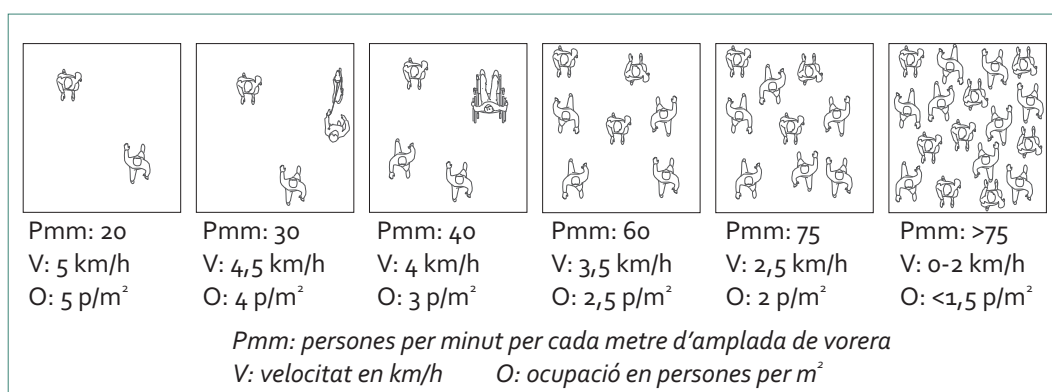 Pmm: 20 Pmm: 30 Pmm: 40 Pmm: 60 Pmm: 75 Pmm: >75
V: 5 km/h V: 4,5 km/h V: 4 km/h V: 3,5 km/h V: 2,5 km/h V: 0-2 km/h
O: 5 p/m² O: 4 p/m² O: 3 p/m² O: 2,5 p/m² O: 2 p/m² O: <1,5 p/m²
Pmm: persones per minut per cada metre d’amplada de vorera
V: velocitat en km/h O: ocupació en persones per m²